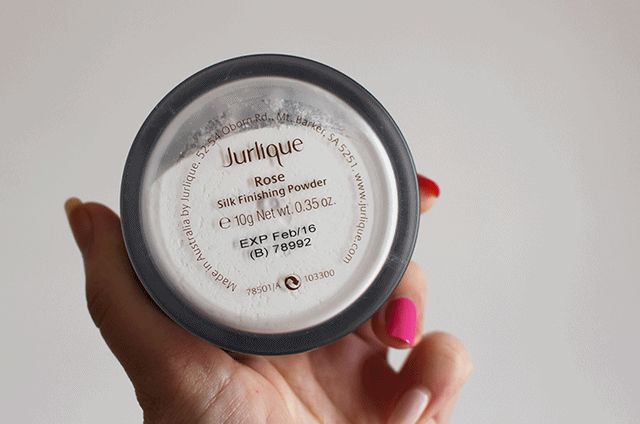 Made in Australia by Jurlique, 52-54 Oborn Rd., Mt. Barker, SA 5251. www.jurlique.com
Jurlique
Rose
Silk Finishing Powder
℮ 10g Net wt. 0.35 oz.
EXP Feb/16
(B) 78992
78501/A 103300